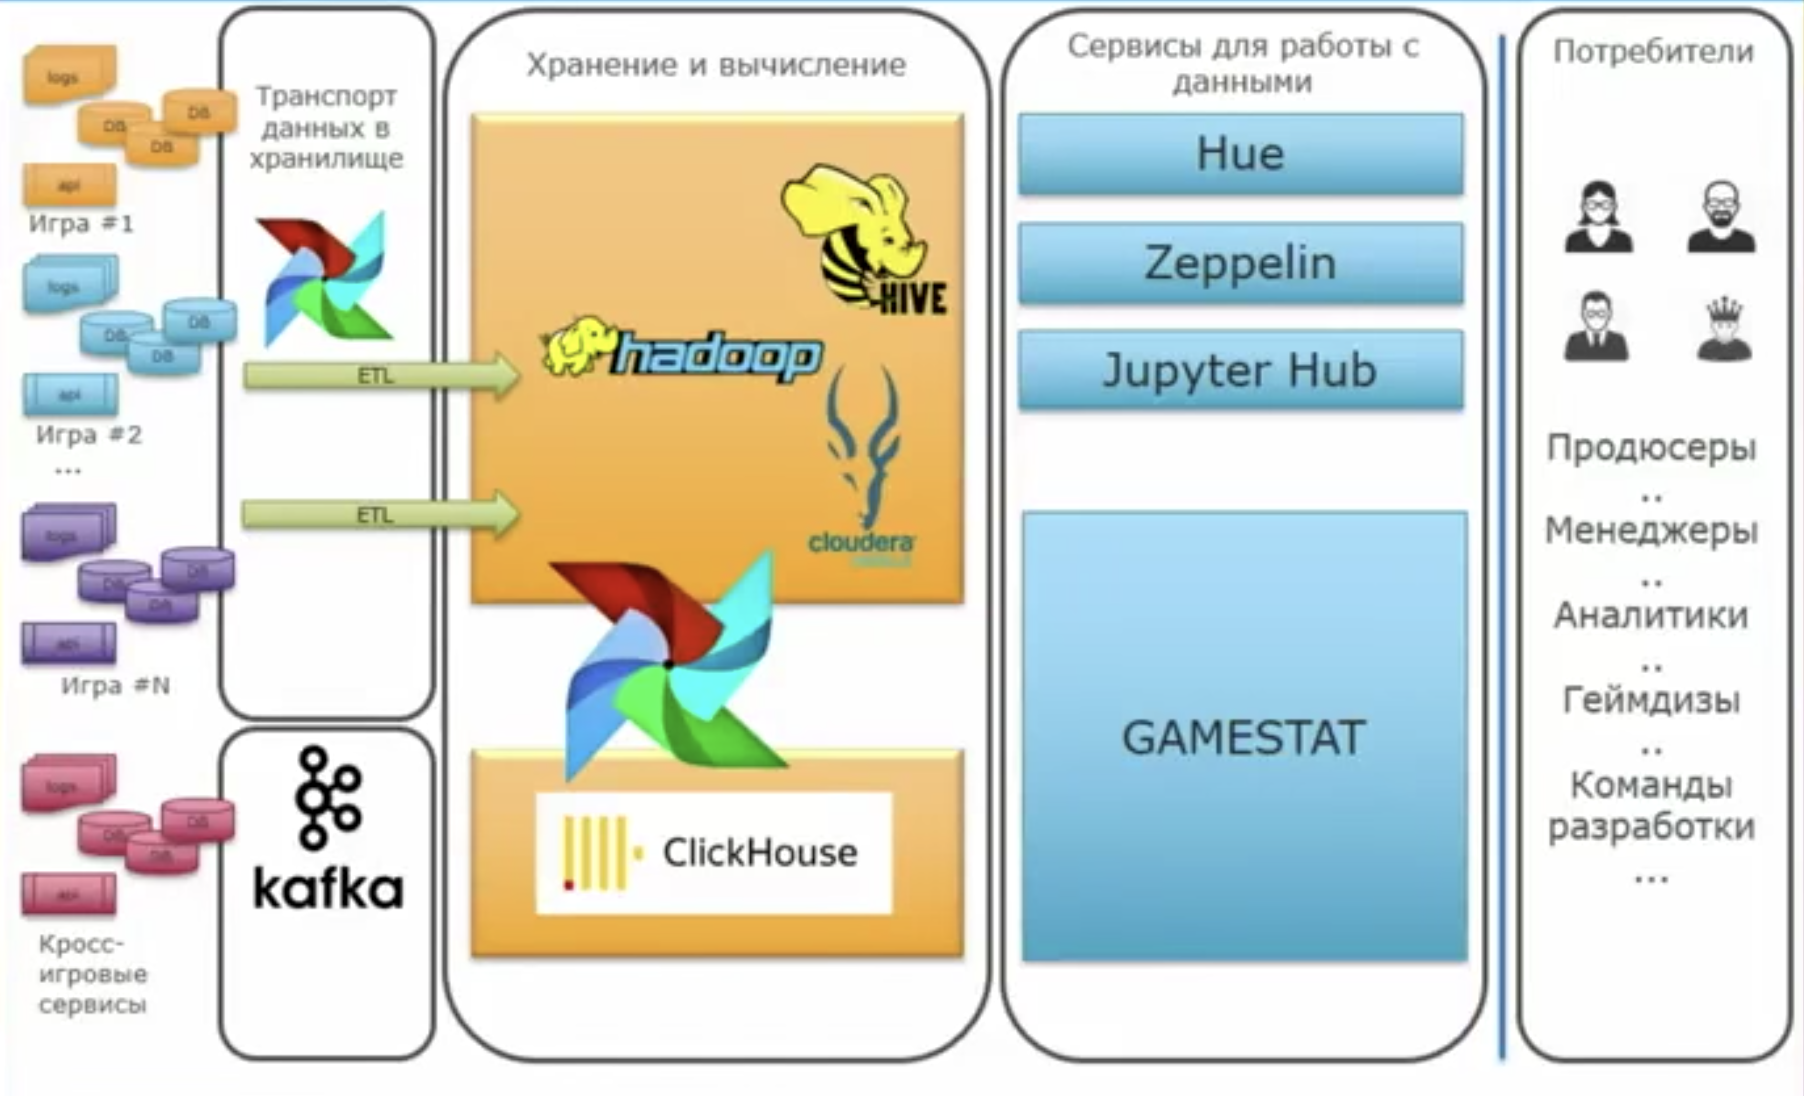 logs
DB
DB
DB
api
Игра #1
logs
DB
DB
DB
api
Игра #2
...
logs
DB
DB
DB
api
Игра #N
logs
DB
DB
DB
api
Кросс-
игровые
сервисы
Транспорт
данных в
хранилище
ETL
ETL
kafka
Хранение и вычисление
HIVE
hadoop
cloudera
ClickHouse
Сервисы для работы с
данными
Hue
Zeppelin
Jupyter Hub
GAMESTAT
Потребители
Продюсеры
..
Менеджеры
..
Аналитики
..
Геймдизы
..
Команды
разработки
...